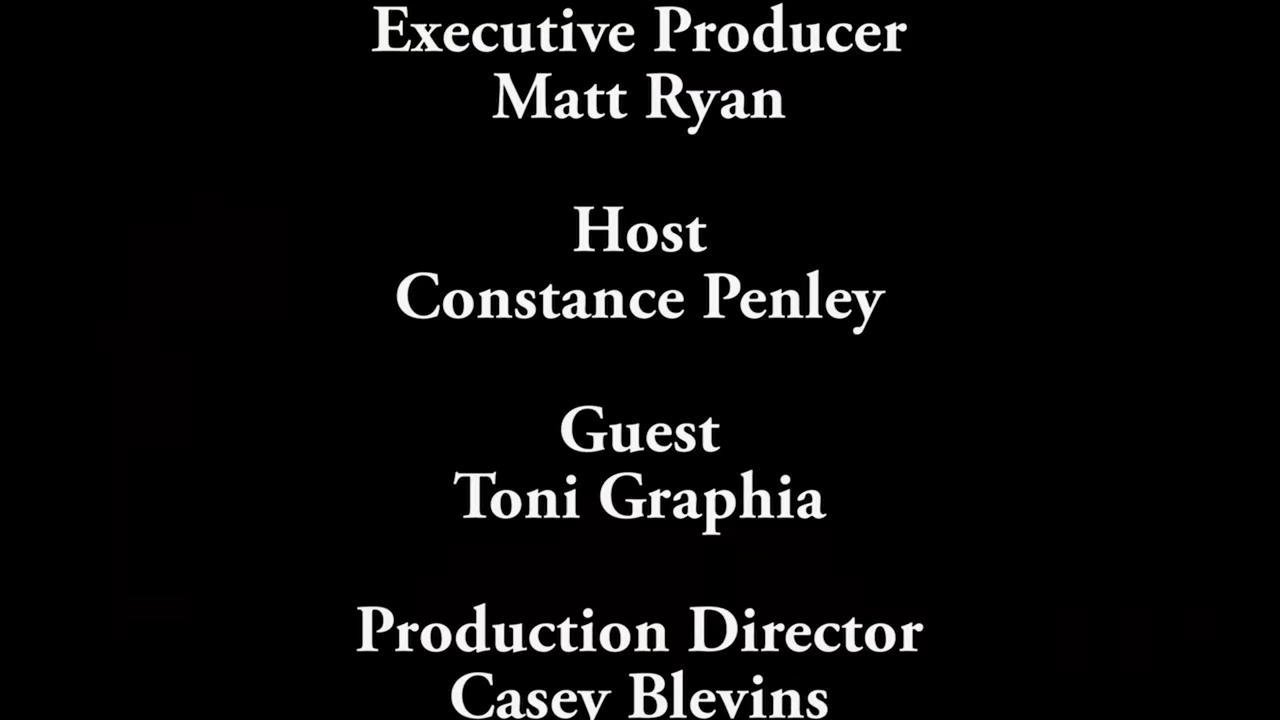 Executive Producer
Matt Ryan
Host
Constance Penley
Guest
Toni Graphia
Production Director
Casey Blevins